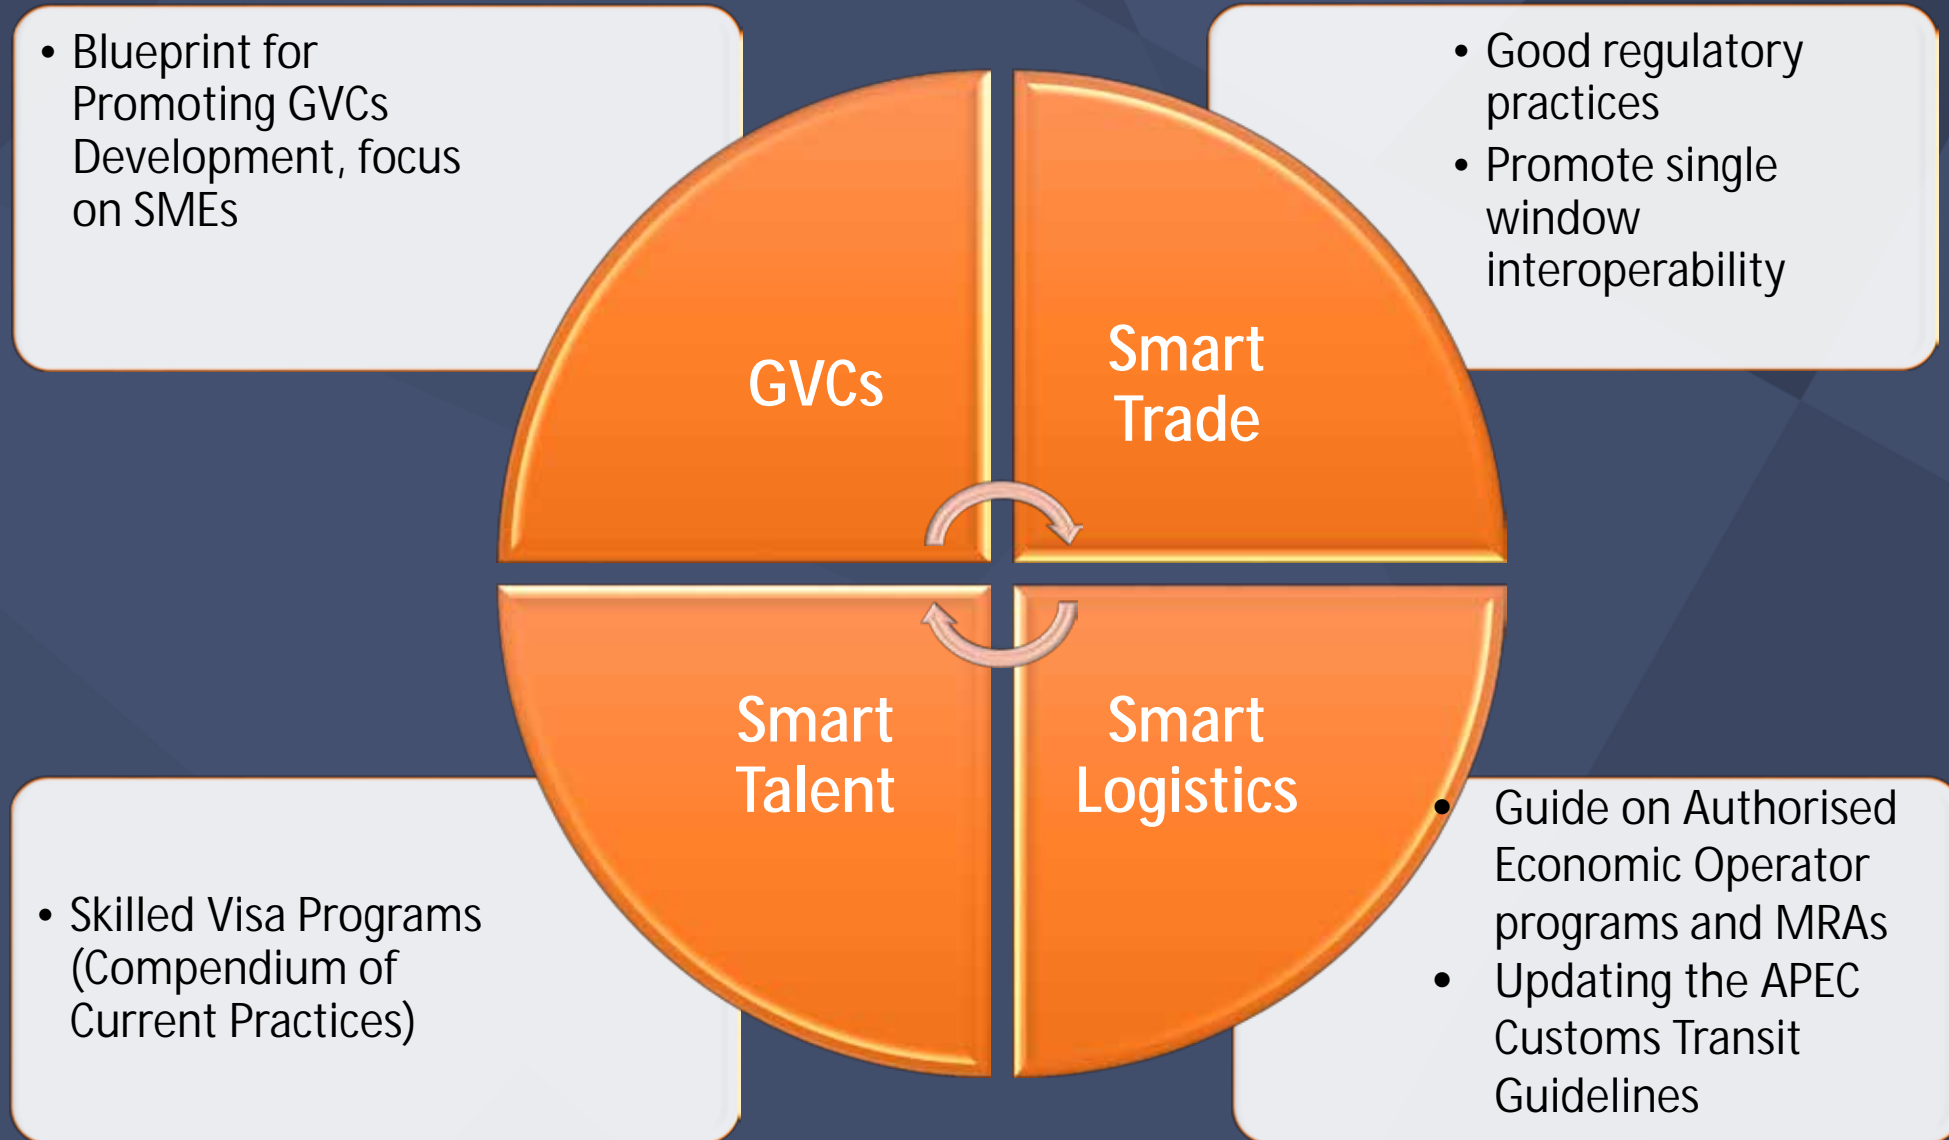 • Blueprint for
Promoting GVCs
Development, focus
on SMEs
• Good regulatory
practices
• Promote single
window
interoperability
GVCs
Smart
Trade
Smart
Talent
Smart
Logistics
• Skilled Visa Programs
(Compendium of
Current Practices)
• Guide on Authorised
Economic Operator
programs and MRAs
• Updating the APEC
Customs Transit
Guidelines